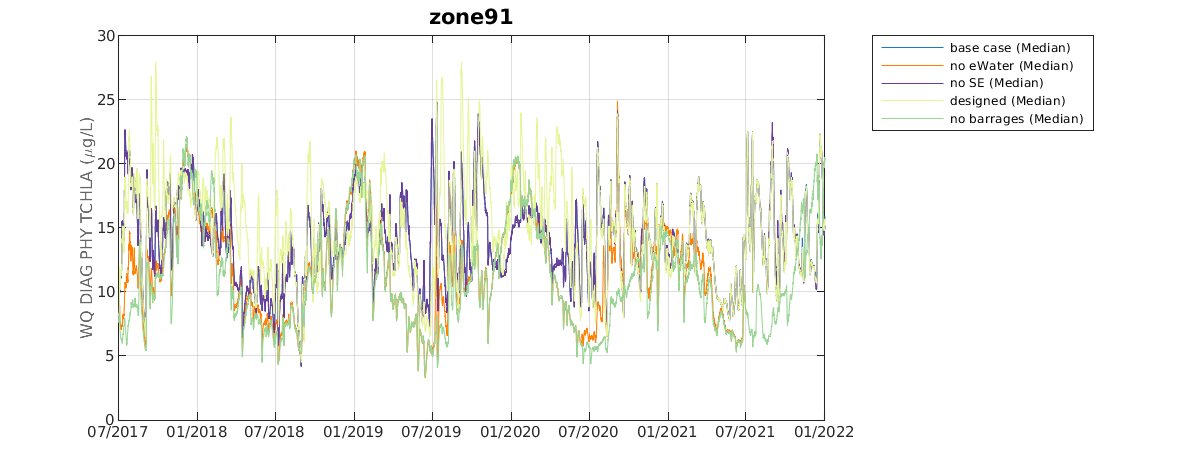 zone91
WQ DIAG PHY TCHLA (μg/L)
30
25
20
15
10
5
0
07/2017 01/2018 07/2018 01/2019 07/2019 01/2020 07/2020 01/2021 07/2021 01/2022
base case (Median)
no eWater (Median)
no SE (Median)
designed (Median)
no barrages (Median)